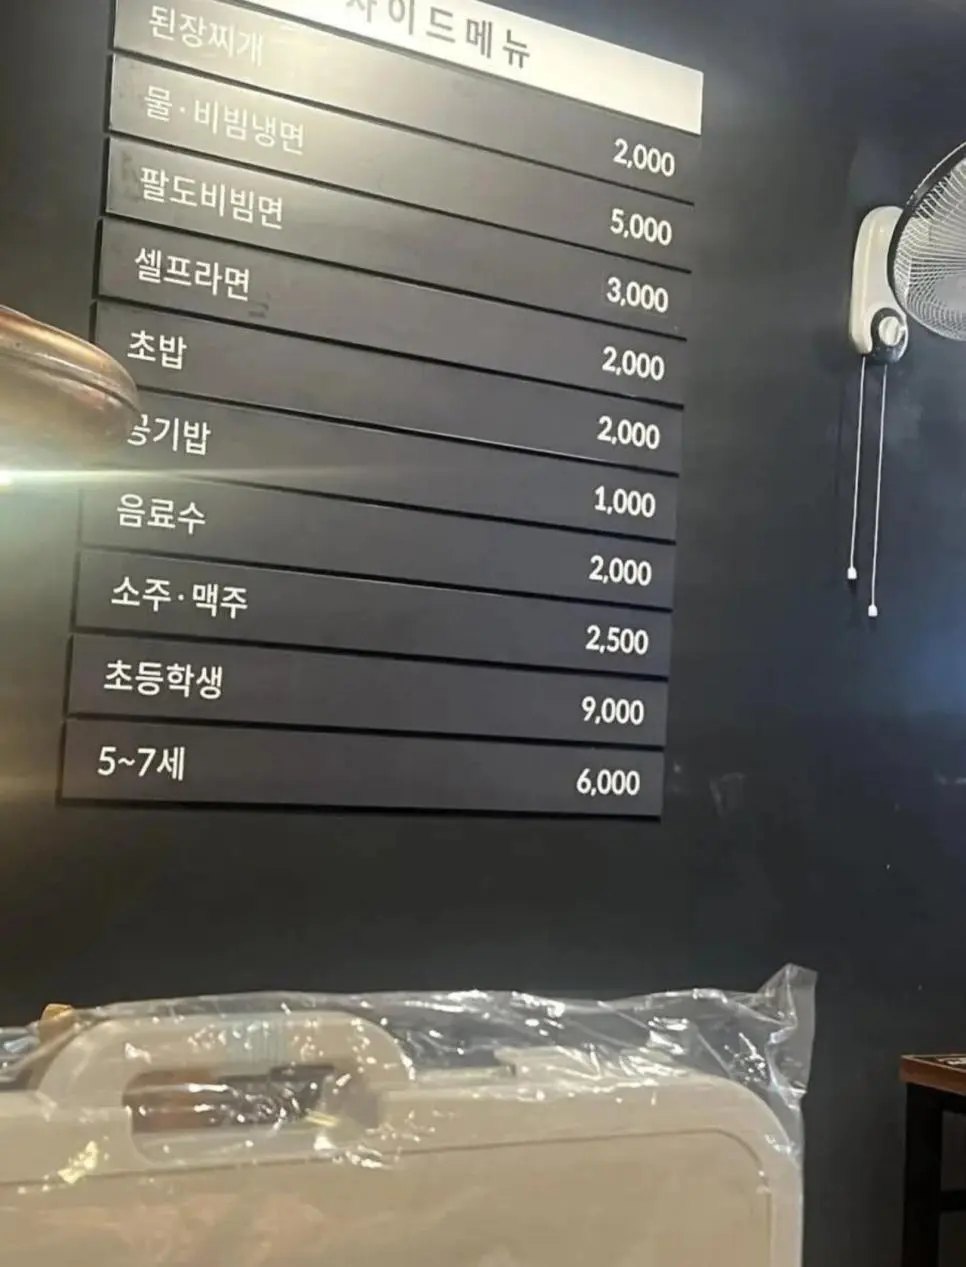 사이드메뉴
된장찌개 2,000
물·비빔냉면 5,000
팔도비빔면 3,000
셀프라면 2,000
초밥 2,000
공기밥 1,000
음료수 2,000
소주·맥주 2,500
초등학생 9,000
5~7세 6,000